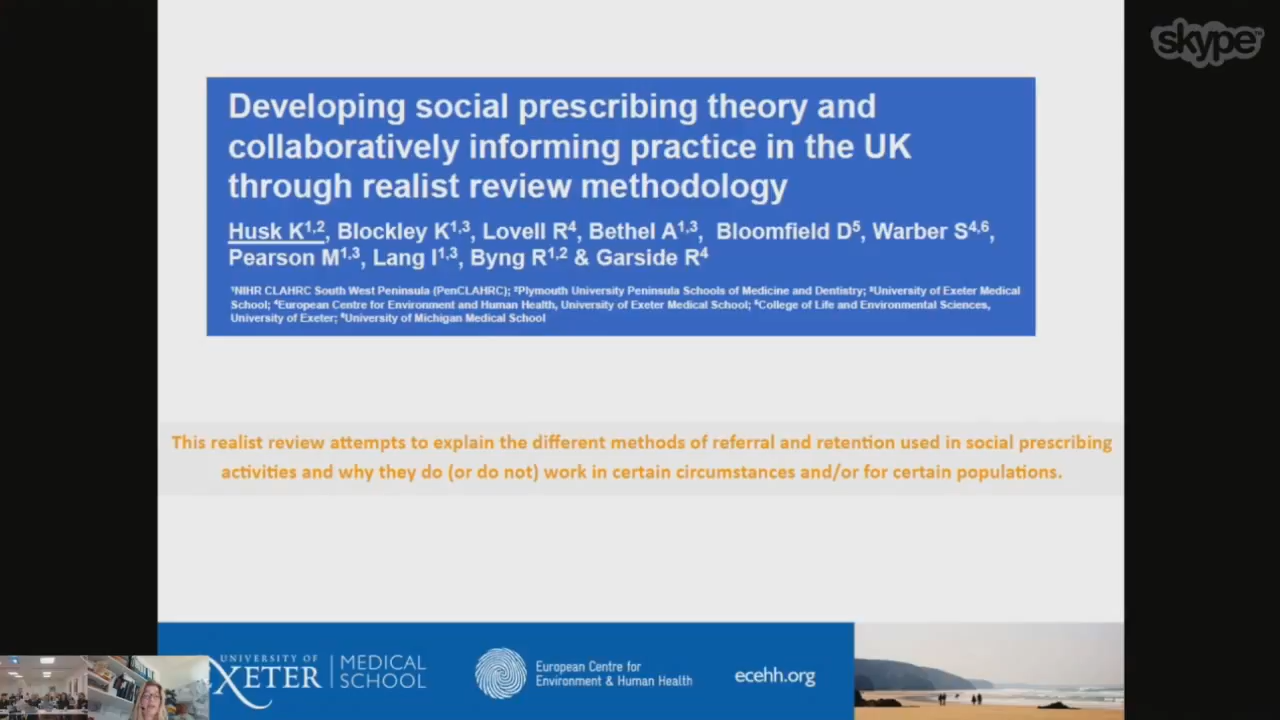 skype
Developing social prescribing theory and
collaboratively informing practice in the UK
through realist review methodology
Husk K1,2, Blockley K1,3, Lovell R4, Bethel A1,3, Bloomfield D5, Warber S4,6,
Pearson M1,3, Lang I1,3, Byng R1,2 & Garside R4
¹NIHR CLAHRC South West Peninsula (PenCLAHRC); ²Plymouth University Peninsula Schools of Medicine and Dentistry; ³University of Exeter Medical
School; ⁴European Centre for Environment and Human Health, University of Exeter Medical School; ⁵College of Life and Environmental Sciences,
University of Exeter; ⁶University of Michigan Medical School
This realist review attempts to explain the different methods of referral and retention used in social prescribing
activities and why they do (or do not) work in certain circumstances and/or for certain populations.
UNIVERSITY OF
EXETER
MEDICAL
SCHOOL
European Centre for
Environment & Human Health
ecehh.org